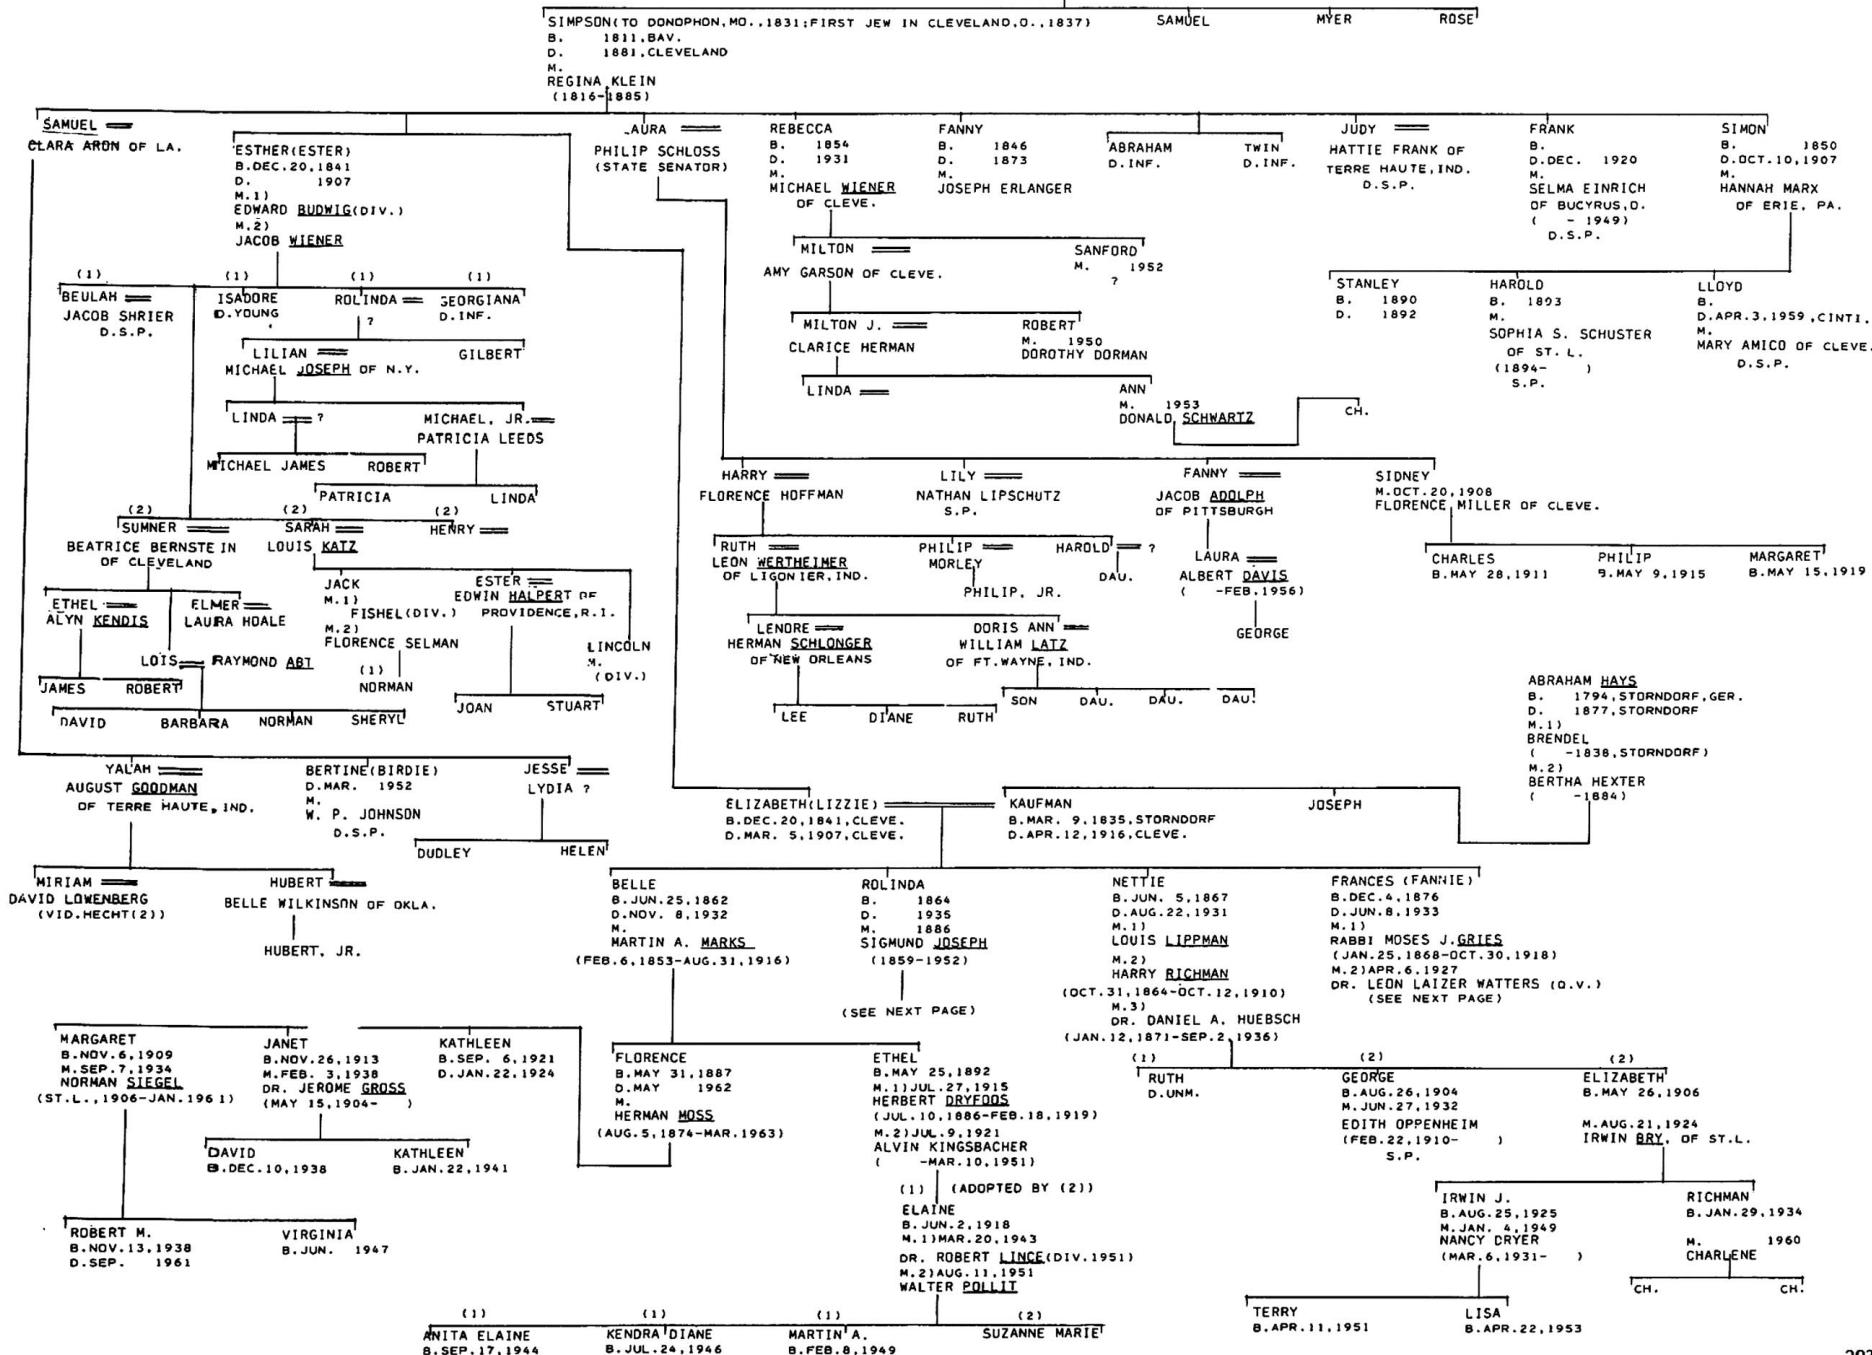 SIMPSON(TO DONOPHON,MO.,1831;FIRST JEW IN CLEVELAND,O.,1837)
B. 1811,BAV.
D. 1881,CLEVELAND
M.
REGINA KLEIN
(1816-1885)
SAMUEL
MYER
ROSE
SAMUEL
CLARA ARON OF LA.
ESTHER(ESTER)
B.DEC.20,1841
D. 1907
M.1)
EDWARD BUDWIG(DIV.)
M.2)
JACOB WIENER
LAURA
PHILIP SCHLOSS
(STATE SENATOR)
REBECCA
B. 1854
D. 1931
M.
MICHAEL WIENER
OF CLEVE.
FANNY
B. 1846
D. 1873
M.
JOSEPH ERLANGER
ABRAHAM
D.INF.
TWIN
D.INF.
JUDY
HATTIE FRANK OF
TERRE HAUTE,IND.
D.S.P.
FRANK
B.
D.DEC. 1920
M.
SELMA EINRICH
OF BUCYRUS,O.
( - 1949)
D.S.P.
SIMON
B. 1850
D.OCT.10,1907
M.
HANNAH MARX
OF ERIE, PA.
MILTON
AMY GARSON OF CLEVE.
SANFORD
M. 1952
?
STANLEY
B. 1890
D. 1892
HAROLD
B. 1893
M.
SOPHIA S. SCHUSTER
OF ST. L.
(1894- )
S.P.
LLOYD
B.
D.APR.3,1959,CINTI.
M.
MARY AMICO OF CLEVE.
D.S.P.
(1)
BEULAH
JACOB SHRIER
D.S.P.
(1)
ISADORE
D.YOUNG
(1)
ROLINDA
?
(1)
GEORGIANA
D.INF.
LILIAN
MICHAEL JOSEPH OF N.Y.
GILBERT
MILTON J.
CLARICE HERMAN
ROBERT
M. 1950
DOROTHY DORMAN
LINDA
ANN
M. 1953
DONALD SCHWARTZ
CH.
LINDA ?
MICHAEL, JR.
PATRICIA LEEDS
MICHAEL JAMES
ROBERT
PATRICIA
LINDA
HARRY
FLORENCE HOFFMAN
LILY
NATHAN LIPSCHUTZ
S.P.
FANNY
JACOB ADOLPH
OF PITTSBURGH
SIDNEY
M.OCT.20,1908
FLORENCE MILLER OF CLEVE.
(2)
SUMNER
BEATRICE BERNSTEIN
OF CLEVELAND
(2)
SARAH
LOUIS KATZ
(2)
HENRY
RUTH
LEON WERTHEIMER
OF LIGONIER,IND.
PHILIP
MORLEY
PHILIP, JR.
HAROLD ?
DAU.
LAURA
ALBERT DAVIS
( -FEB,1956)
GEORGE
CHARLES
B.MAY 28,1911
PHILIP
B.MAY 9,1915
MARGARET
B.MAY 15,1919
ETHEL
ALYN KENDIS
ELMER
LAURA HOALE
JACK
M.1)
FISHEL(DIV.)
M.2)
FLORENCE SELMAN
(1)
NORMAN
ESTER
EDWIN HALPERT OF
PROVIDENCE,R.I.
LINCOLN
M.
(DIV.)
LOIS RAYMOND ABT
JAMES
ROBERT
DAVID
BARBARA
NORMAN
SHERYL
JOAN
STUART
LENORE
HERMAN SCHLONGER
OF NEW ORLEANS
DORIS ANN
WILLIAM LATZ
OF FT.WAYNE, IND.
LEE
DIANE
RUTH
SON
DAU.
DAU.
DAU.
ABRAHAM HAYS
B. 1794,STORNDORF,GER.
D. 1877,STORNDORF
M.1)
BRENDEL
( -1838,STORNDORF)
M.2)
BERTHA HEXTER
( -1884)
YALAH
AUGUST GOODMAN
OF TERRE HAUTE, IND.
BERTINE(BIRDIE)
D.MAR. 1952
M.
W. P. JOHNSON
D.S.P.
JESSE
LYDIA ?
DUDLEY
HELEN
ELIZABETH(LIZZIE)
B.DEC.20,1841,CLEVE.
D.MAR. 5,1907,CLEVE.
KAUFMAN
B.MAR. 9,1835,STORNDORF
D.APR.12,1916,CLEVE.
JOSEPH
MIRIAM
DAVID LOWENBERG
(VID.HECHT(2))
HUBERT
BELLE WILKINSON OF OKLA.
HUBERT, JR.
BELLE
B.JUN.25,1862
D.NOV. 8,1932
M.
MARTIN A. MARKS
(FEB.6,1853-AUG.31,1916)
ROLINDA
B. 1864
D. 1935
M. 1886
SIGMUND JOSEPH
(1859-1952)
(SEE NEXT PAGE)
NETTIE
B.JUN. 5,1867
D.AUG.22,1931
M.1)
LOUIS LIPPMAN
M.2)
HARRY RICHMAN
(OCT.31,1864-OCT.12,1910)
M.3)
DR. DANIEL A. HUEBSCH
(JAN.12,1871-SEP.2,1936)
FRANCES (FANNIE)
B.DEC.4,1876
D.JUN.8,1933
M.1)
RABBI MOSES J.GRIES
(JAN.25,1868-OCT.30,1918)
M.2)APR.6,1927
DR. LEON LAIZER WATTERS (Q.V.)
(SEE NEXT PAGE)
MARGARET
B.NOV.6,1909
M.SEP.7,1934
NORMAN SIEGEL
(ST.L.,1906-JAN.1961)
JANET
B.NOV.26,1913
M.FEB. 3,1938
DR. JEROME GROSS
(MAY 15,1904- )
KATHLEEN
B.SEP. 6,1921
D.JAN.22,1924
FLORENCE
B.MAY 31,1887
D.MAY 1962
M.
HERMAN MOSS
(AUG.5,1874-MAR.1963)
ETHEL
B.MAY 25,1892
M.1)JUL.27,1915
HERBERT DRYFOOS
(JUL.10,1886-FEB.18,1919)
M.2)JUL.9,1921
ALVIN KINGSBACHER
( -MAR.10,1951)
(1) (ADOPTED BY (2))
ELAINE
B.JUN.2,1918
M.1)MAR.20,1943
DR. ROBERT LINCE(DIV.1951)
M.2)AUG.11,1951
WALTER POLLIT
(1)
RUTH
D.UNM.
(2)
GEORGE
B.AUG.26,1904
M.JUN.27,1932
EDITH OPPENHEIM
(FEB.22,1910- )
S.P.
(2)
ELIZABETH
B.MAY 26,1906
M.AUG.21,1924
IRWIN BRY, OF ST.L.
DAVID
B.DEC.10,1938
KATHLEEN
B.JAN.22,1941
ROBERT M.
B.NOV.13,1938
D.SEP. 1961
VIRGINIA
B.JUN. 1947
IRWIN J.
B.AUG.25,1925
M.JAN. 4,1949
NANCY DRYER
(MAR.6,1931- )
RICHMAN
B.JAN.29,1934
M. 1960
CHARLENE
CH.
CH.
TERRY
B.APR.11,1951
LISA
B.APR.22,1953
(1)
ANITA ELAINE
B.SEP.17,1944
(1)
KENDRA DIANE
B.JUL.24,1946
(1)
MARTIN A.
B.FEB.8,1949
(2)
SUZANNE MARIE